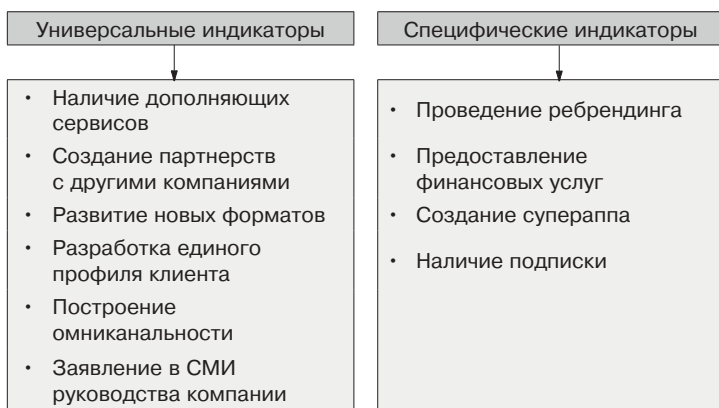 Универсальные индикаторы
• Наличие дополняющих
сервисов
• Создание партнерств
с другими компаниями
• Развитие новых форматов
• Разработка единого
профиля клиента
• Построение
омниканальности
• Заявление в СМИ
руководства компании
Специфические индикаторы
• Проведение ребрендинга
• Предоставление
финансовых услуг
• Создание супераппа
• Наличие подписки